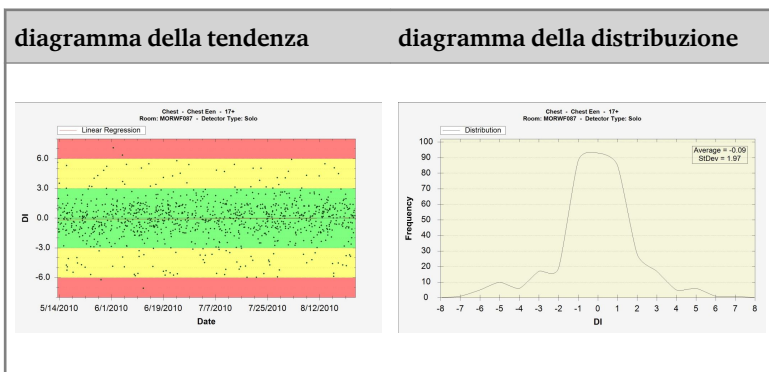 diagramma della tendenza
diagramma della distribuzione
Chest - Chest Een - 17+
Room: MORWF087 - Detector Type: Solo
Linear Regression
6.0
3.0
0.0
-3.0
-6.0
DI
5/14/2010 6/1/2010 6/19/2010 7/7/2010 7/25/2010 8/12/2010
Date
Chest - Chest Een - 17+
Room: MORWF087 - Detector Type: Solo
Distribution
Average = -0.09
StDev = 1.97
100
90
80
70
60
50
40
30
20
10
0
Frequency
-8 -7 -6 -5 -4 -3 -2 -1 0 1 2 3 4 5 6 7 8
DI